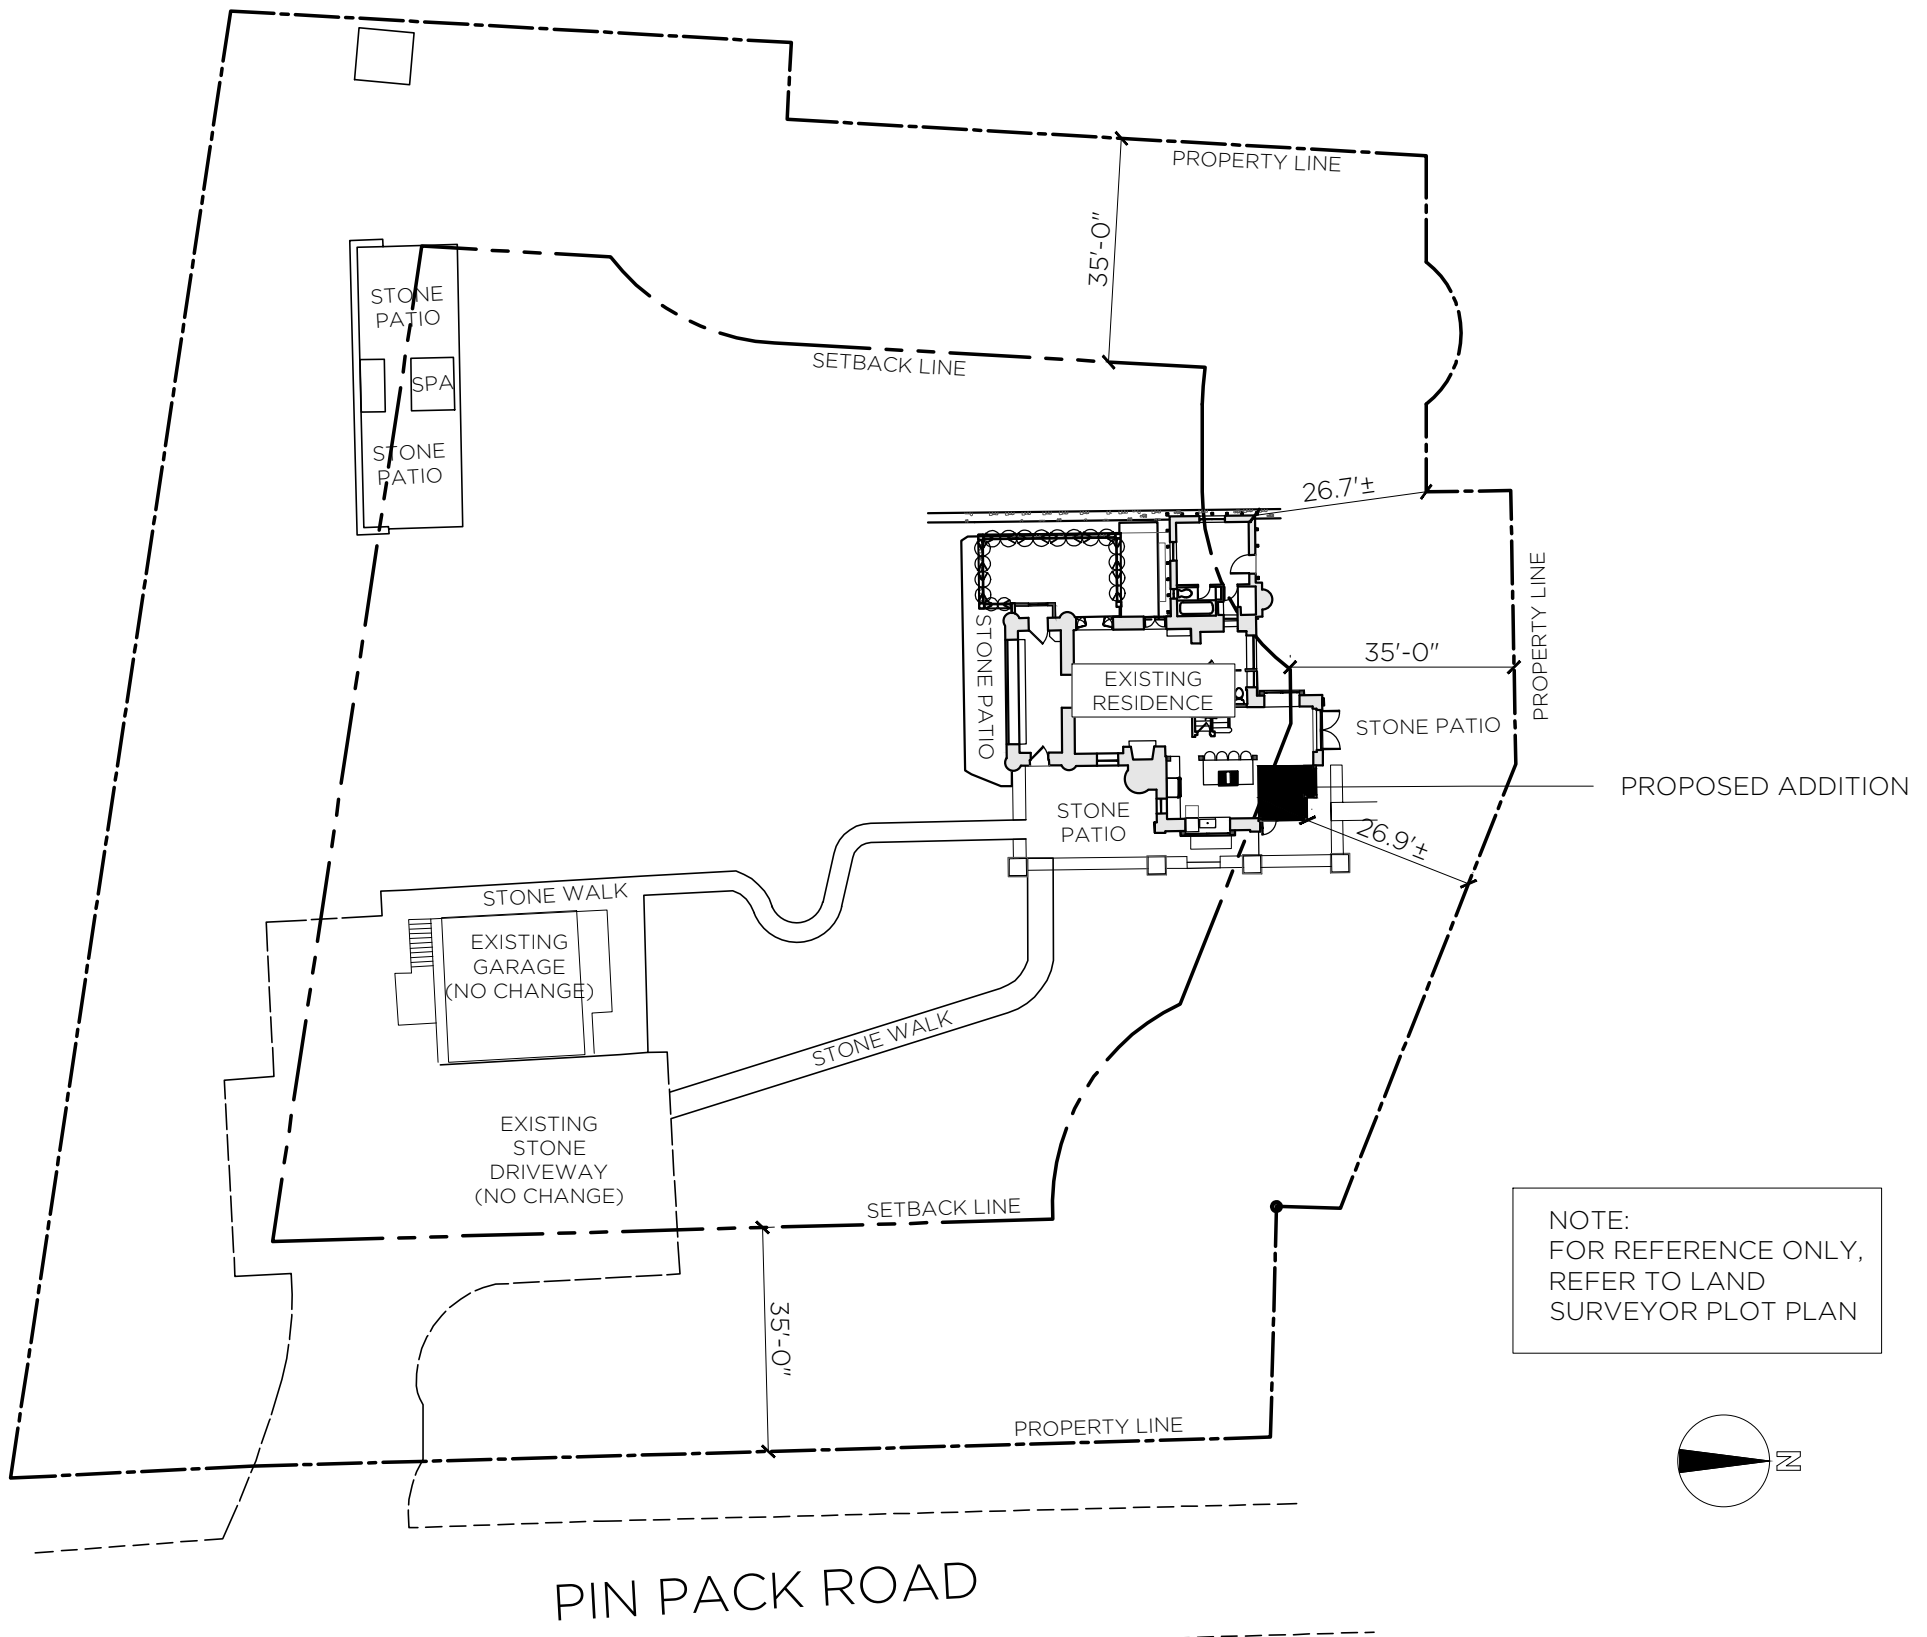 PROPERTY LINE
35'-0"
STONE
PATIO
SETBACK LINE
SPA
STONE
PATIO
26.7'±
PROPERTY LINE
35'-0"
STONE PATIO
EXISTING
RESIDENCE
STONE PATIO
PROPOSED ADDITION
STONE
PATIO
26.9'±
STONE WALK
EXISTING
GARAGE
(NO CHANGE)
STONE WALK
EXISTING
STONE
DRIVEWAY
(NO CHANGE)
SETBACK LINE
NOTE:
FOR REFERENCE ONLY,
REFER TO LAND
SURVEYOR PLOT PLAN
35'-0"
PROPERTY LINE
N
PIN PACK ROAD